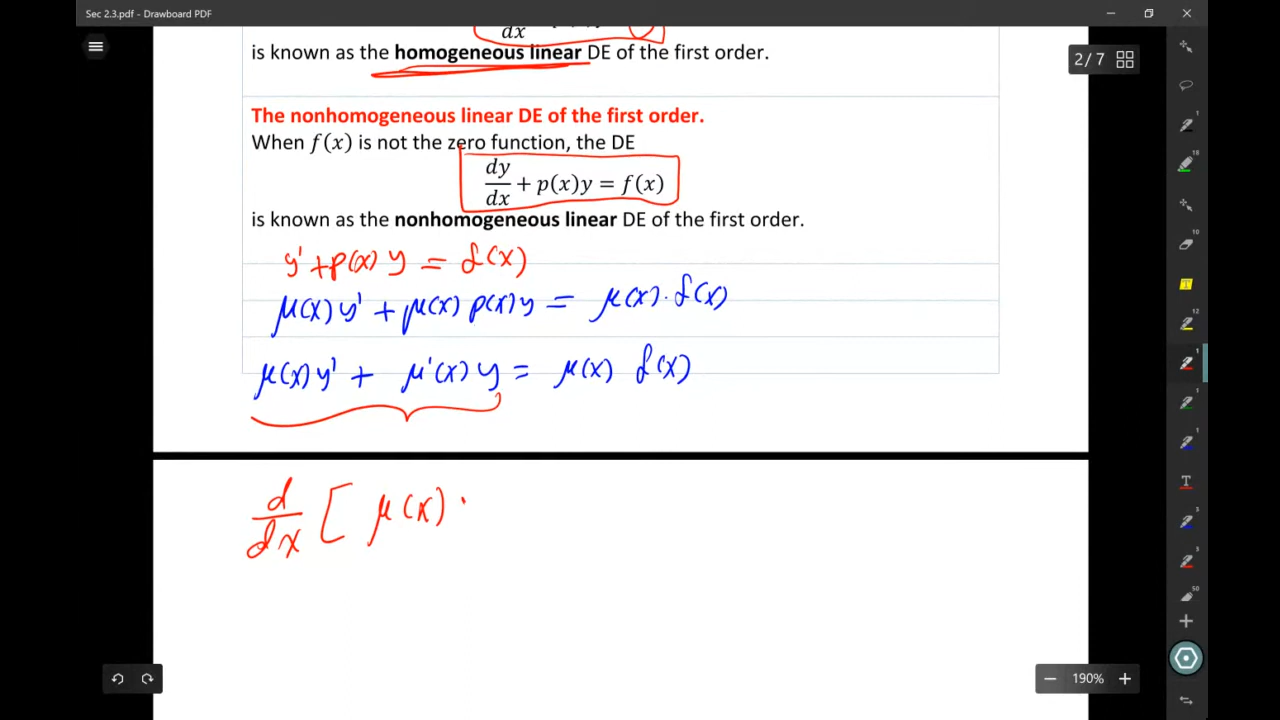 Sec 2.3.pdf - Drawboard PDF
dx
is known as the homogeneous linear DE of the first order.
2/7
The nonhomogeneous linear DE of the first order.
When f(x) is not the zero function, the DE
dy/dx + p(x)y = f(x)
is known as the nonhomogeneous linear DE of the first order.
y' + p(x) y = f(x)
μ(x) y' + μ(x) p(x) y = μ(x) · f(x)
μ(x) y' + μ'(x) y = μ(x) f(x)
d/dx [ μ(x) ·
190%